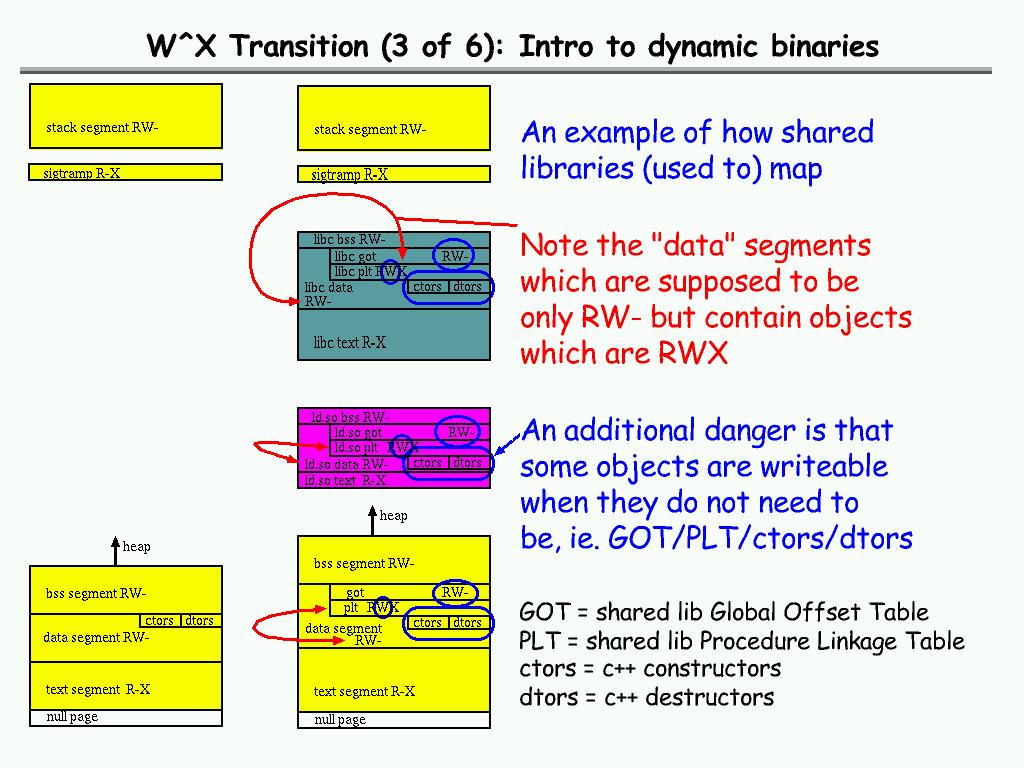 W^X Transition (3 of 6): Intro to dynamic binaries
stack segment RW-
sigtramp R-X
heap
bss segment RW-
ctors dtors
data segment RW-
text segment R-X
null page
stack segment RW-
sigtramp R-X
libc bss RW-
libc got RW-
libc plt RWX
libc data ctors dtors
RW-
libc text R-X
ld.so bss RW-
ld.so got RW-
ld.so plt RWX
ld.so data RW- ctors dtors
ld.so text R-X
heap
bss segment RW-
got RW-
plt RWX
ctors dtors
data segment
RW-
text segment R-X
null page
An example of how shared
libraries (used to) map
Note the "data" segments
which are supposed to be
only RW- but contain objects
which are RWX
An additional danger is that
some objects are writeable
when they do not need to
be, ie. GOT/PLT/ctors/dtors
GOT = shared lib Global Offset Table
PLT = shared lib Procedure Linkage Table
ctors = c++ constructors
dtors = c++ destructors